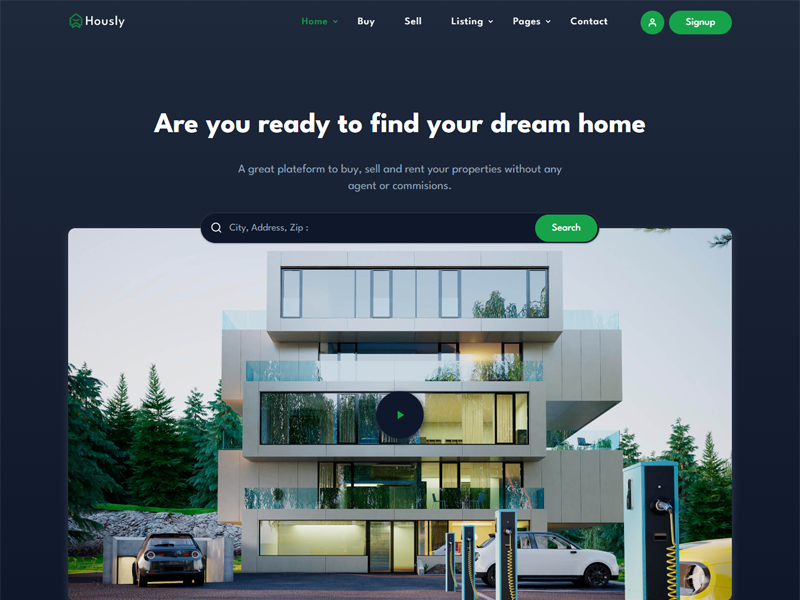 Hously
Home
Buy
Sell
Listing
Pages
Contact
Signup
Are you ready to find your dream home
A great plateform to buy, sell and rent your properties without any
agent or commisions.
City, Address, Zip :
Search